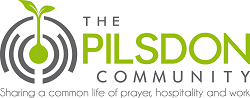 THE
PILSDON
COMMUNITY
Sharing a common life of prayer, hospitality and work